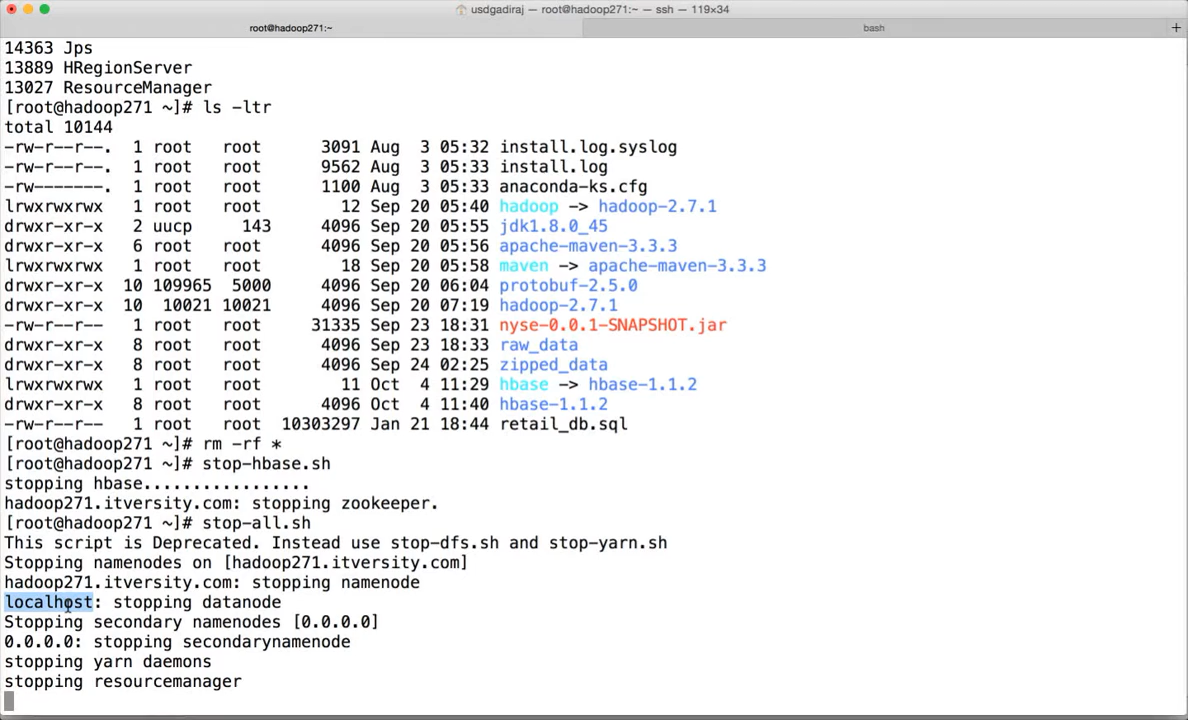 usdgadiraj — root@hadoop271:~ — ssh — 119×34
root@hadoop271:~ bash +
14363 Jps
13889 HRegionServer
13027 ResourceManager
[root@hadoop271 ~]# ls -ltr
total 10144
-rw-r--r--. 1 root root 3091 Aug 3 05:32 install.log.syslog
-rw-r--r--. 1 root root 9562 Aug 3 05:33 install.log
-rw-------. 1 root root 1100 Aug 3 05:33 anaconda-ks.cfg
lrwxrwxrwx 1 root root 12 Sep 20 05:40 hadoop -> hadoop-2.7.1
drwxr-xr-x 2 uucp 143 4096 Sep 20 05:55 jdk1.8.0_45
drwxr-xr-x 6 root root 4096 Sep 20 05:56 apache-maven-3.3.3
lrwxrwxrwx 1 root root 18 Sep 20 05:58 maven -> apache-maven-3.3.3
drwxr-xr-x 10 109965 5000 4096 Sep 20 06:04 protobuf-2.5.0
drwxr-xr-x 10 10021 10021 4096 Sep 20 07:19 hadoop-2.7.1
-rw-r--r-- 1 root root 31335 Sep 23 18:31 nyse-0.0.1-SNAPSHOT.jar
drwxr-xr-x 8 root root 4096 Sep 23 18:33 raw_data
drwxr-xr-x 8 root root 4096 Sep 24 02:25 zipped_data
lrwxrwxrwx 1 root root 11 Oct 4 11:29 hbase -> hbase-1.1.2
drwxr-xr-x 8 root root 4096 Oct 4 11:40 hbase-1.1.2
-rw-r--r-- 1 root root 10303297 Jan 21 18:44 retail_db.sql
[root@hadoop271 ~]# rm -rf *
[root@hadoop271 ~]# stop-hbase.sh
stopping hbase.................
hadoop271.itversity.com: stopping zookeeper.
[root@hadoop271 ~]# stop-all.sh
This script is Deprecated. Instead use stop-dfs.sh and stop-yarn.sh
Stopping namenodes on [hadoop271.itversity.com]
hadoop271.itversity.com: stopping namenode
localhost: stopping datanode
Stopping secondary namenodes [0.0.0.0]
0.0.0.0: stopping secondarynamenode
stopping yarn daemons
stopping resourcemanager